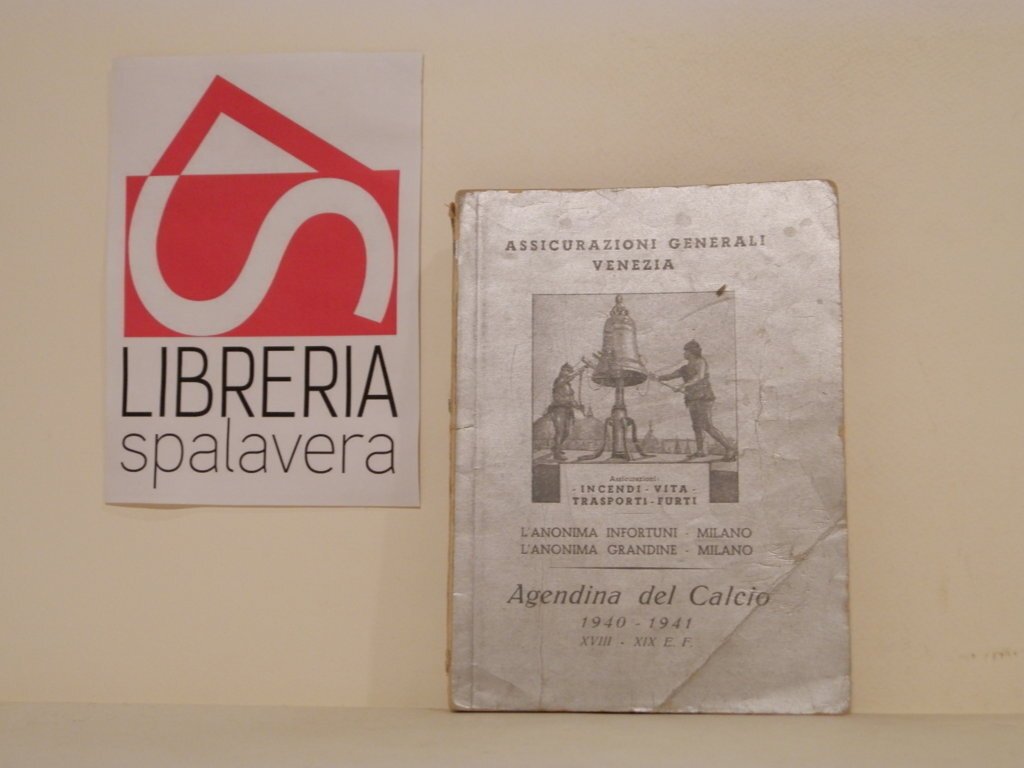 LIBRERIA
spalavera
ASSICURAZIONI GENERALI
VENEZIA
Assicurazioni
· INCENDI - VITA ·
TRASPORTI - FURTI
L'ANONIMA INFORTUNI - MILANO
L'ANONIMA GRANDINE - MILANO
Agendina del Calcio
1940 - 1941
XVIII - XIX E. F.